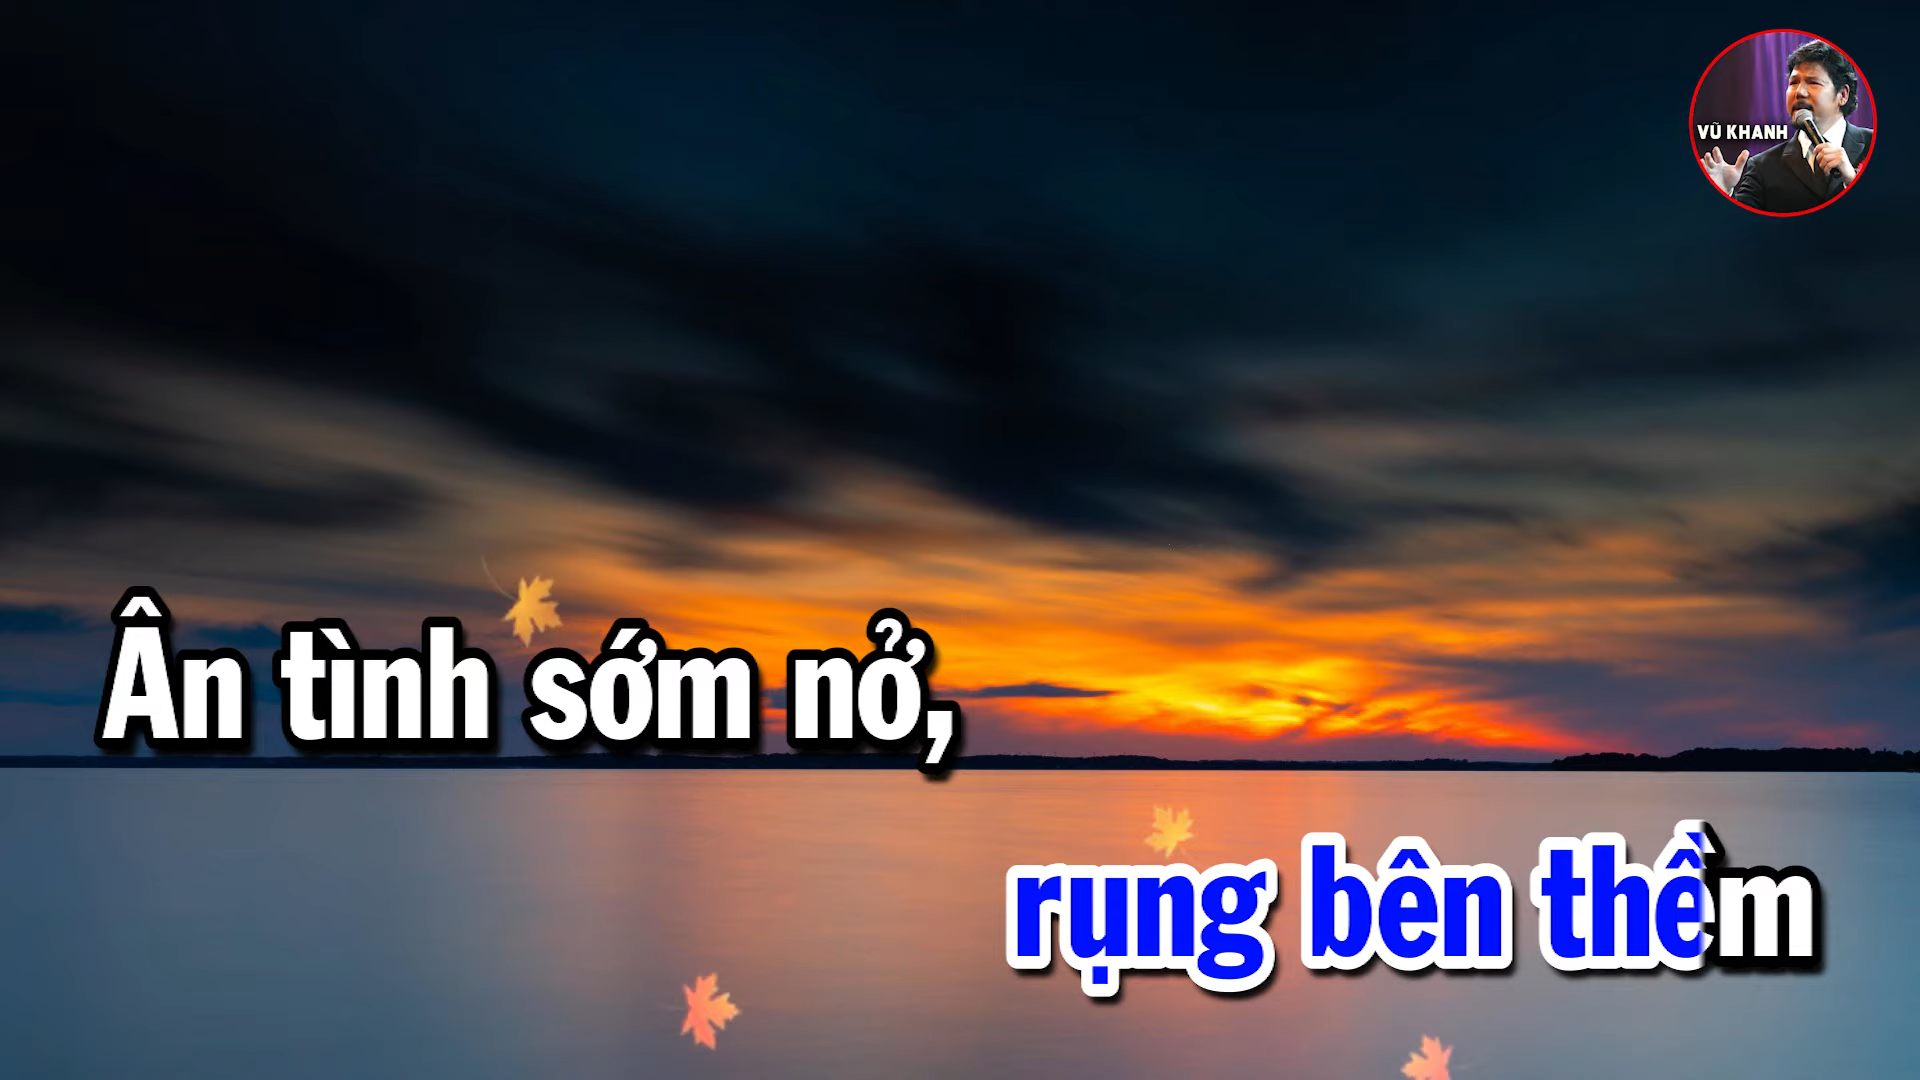 VŨ KHANH
Ân tình sớm nở,
rụng bên thềm